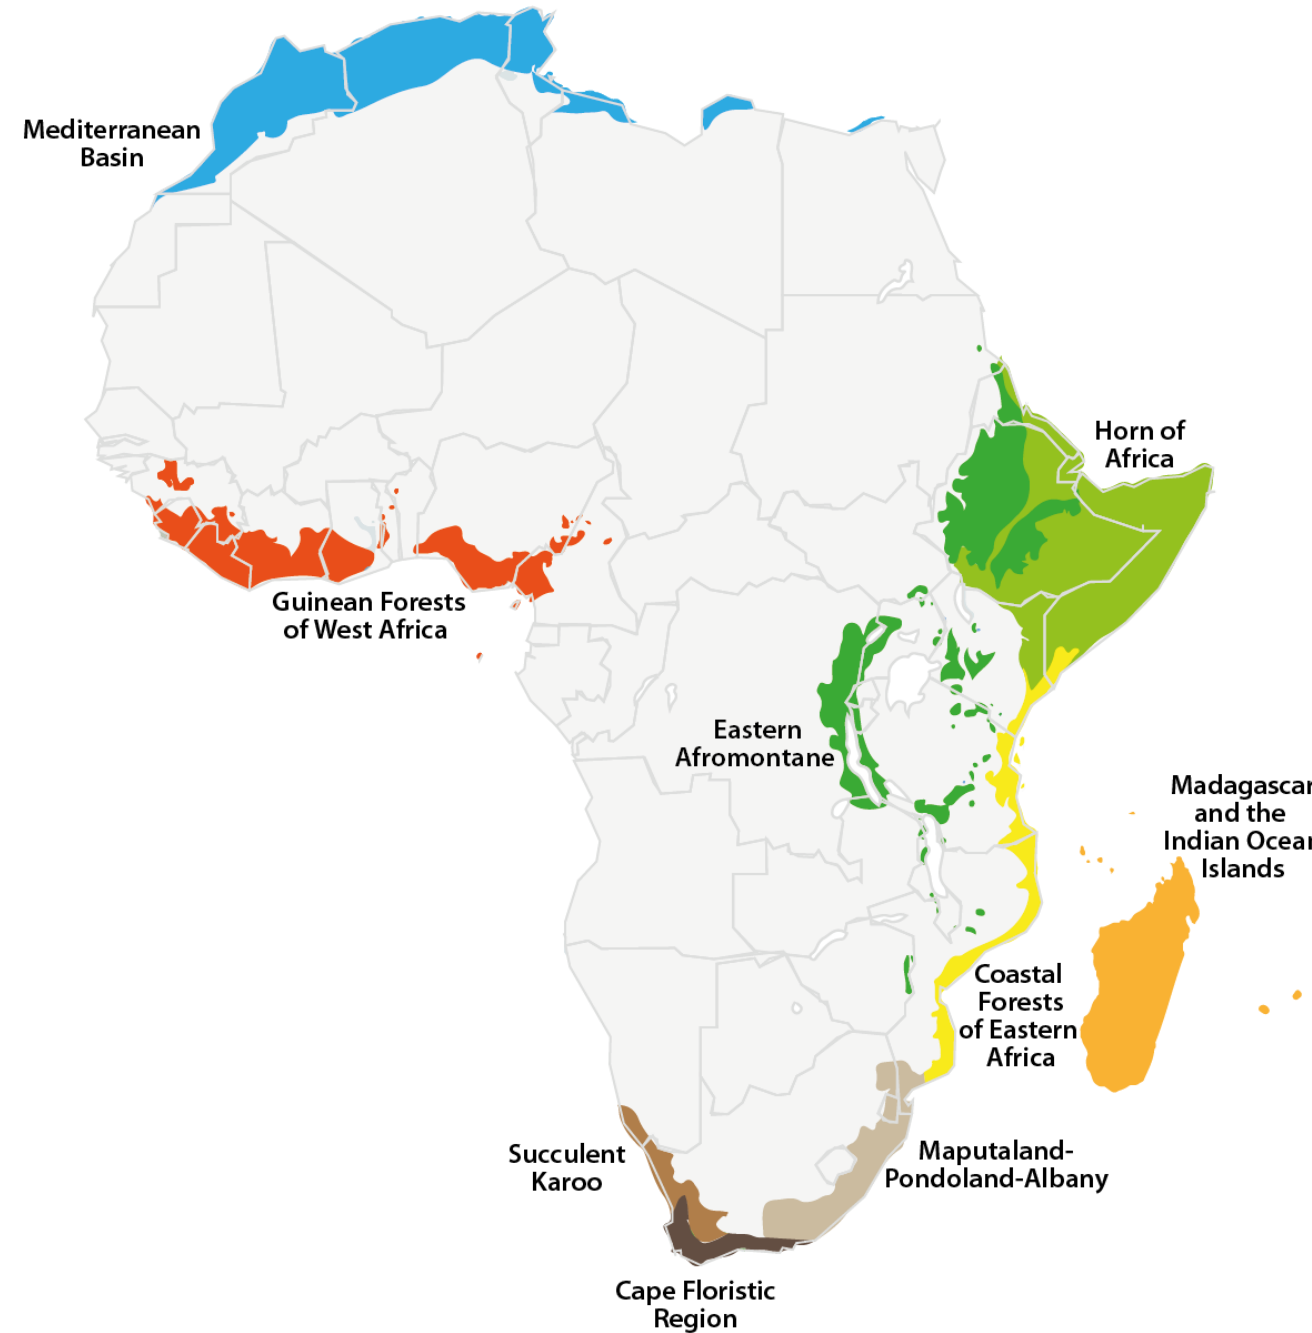 Mediterranean
Basin
Horn of
Africa
Guinean Forests
of West Africa
Eastern
Afromontane
Madagascar
and the
Indian Ocean
Islands
Coastal
Forests
of Eastern
Africa
Succulent
Karoo
Maputaland-
Pondoland-Albany
Cape Floristic
Region